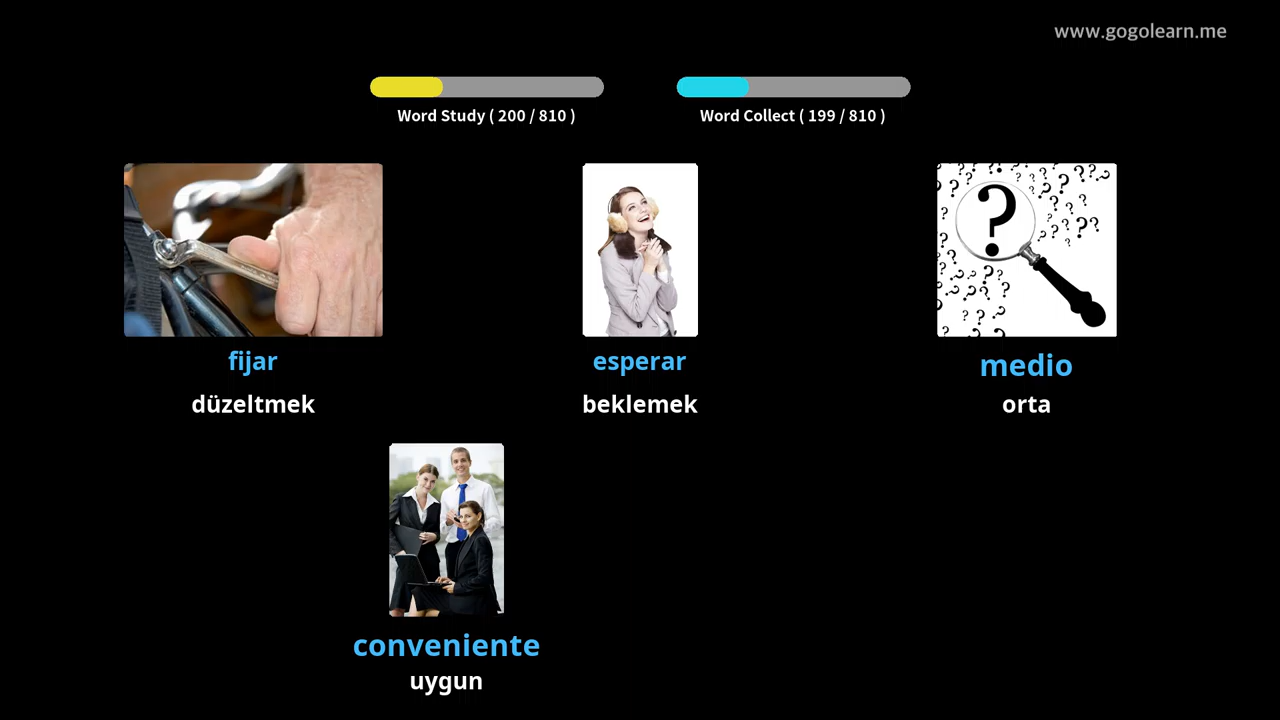 www.gogolearn.me
Word Study ( 200 / 810 )
Word Collect ( 199 / 810 )
fijar
düzeltmek
esperar
beklemek
medio
orta
conveniente
uygun